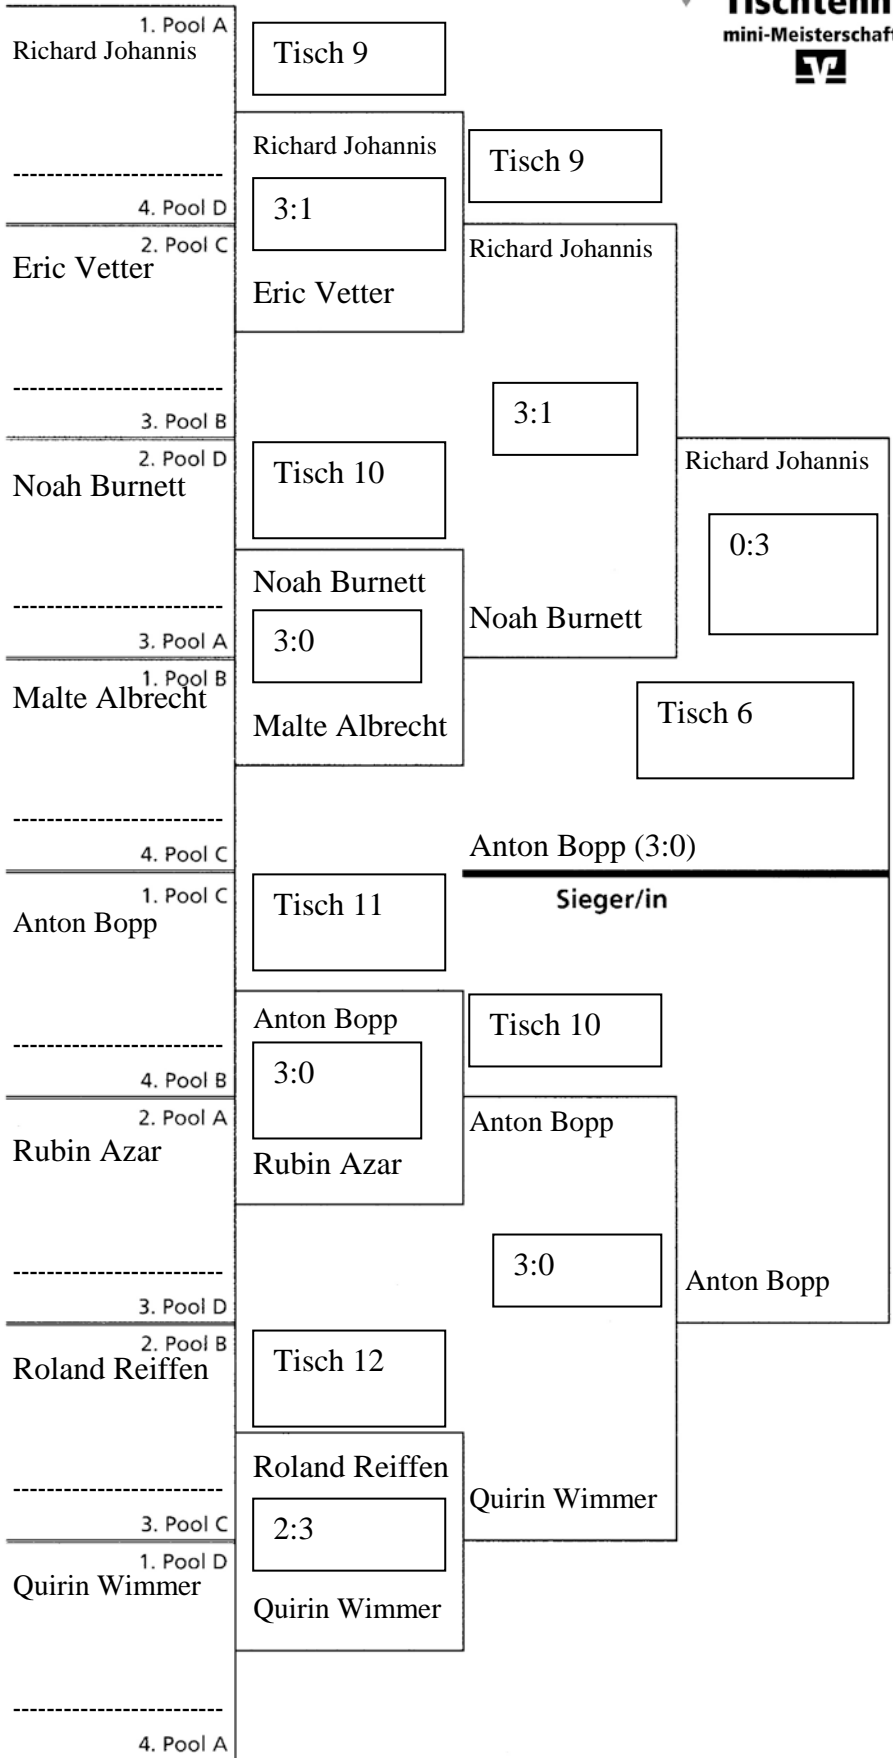 Tischtenn
mini-Meisterschaf
1. Pool A
Richard Johannis
Tisch 9
Richard Johannis
Tisch 9
4. Pool D
3:1
2. Pool C
Eric Vetter
Richard Johannis
Eric Vetter
3. Pool B
3:1
2. Pool D
Noah Burnett
Tisch 10
Richard Johannis
0:3
Noah Burnett
3. Pool A
3:0
Noah Burnett
1. Pool B
Malte Albrecht
Malte Albrecht
Tisch 6
4. Pool C
Anton Bopp (3:0)
1. Pool C
Anton Bopp
Tisch 11
Sieger/in
Anton Bopp
Tisch 10
4. Pool B
3:0
2. Pool A
Rubin Azar
Anton Bopp
Rubin Azar
3. Pool D
3:0
Anton Bopp
2. Pool B
Roland Reiffen
Tisch 12
Roland Reiffen
Quirin Wimmer
3. Pool C
2:3
1. Pool D
Quirin Wimmer
Quirin Wimmer
4. Pool A